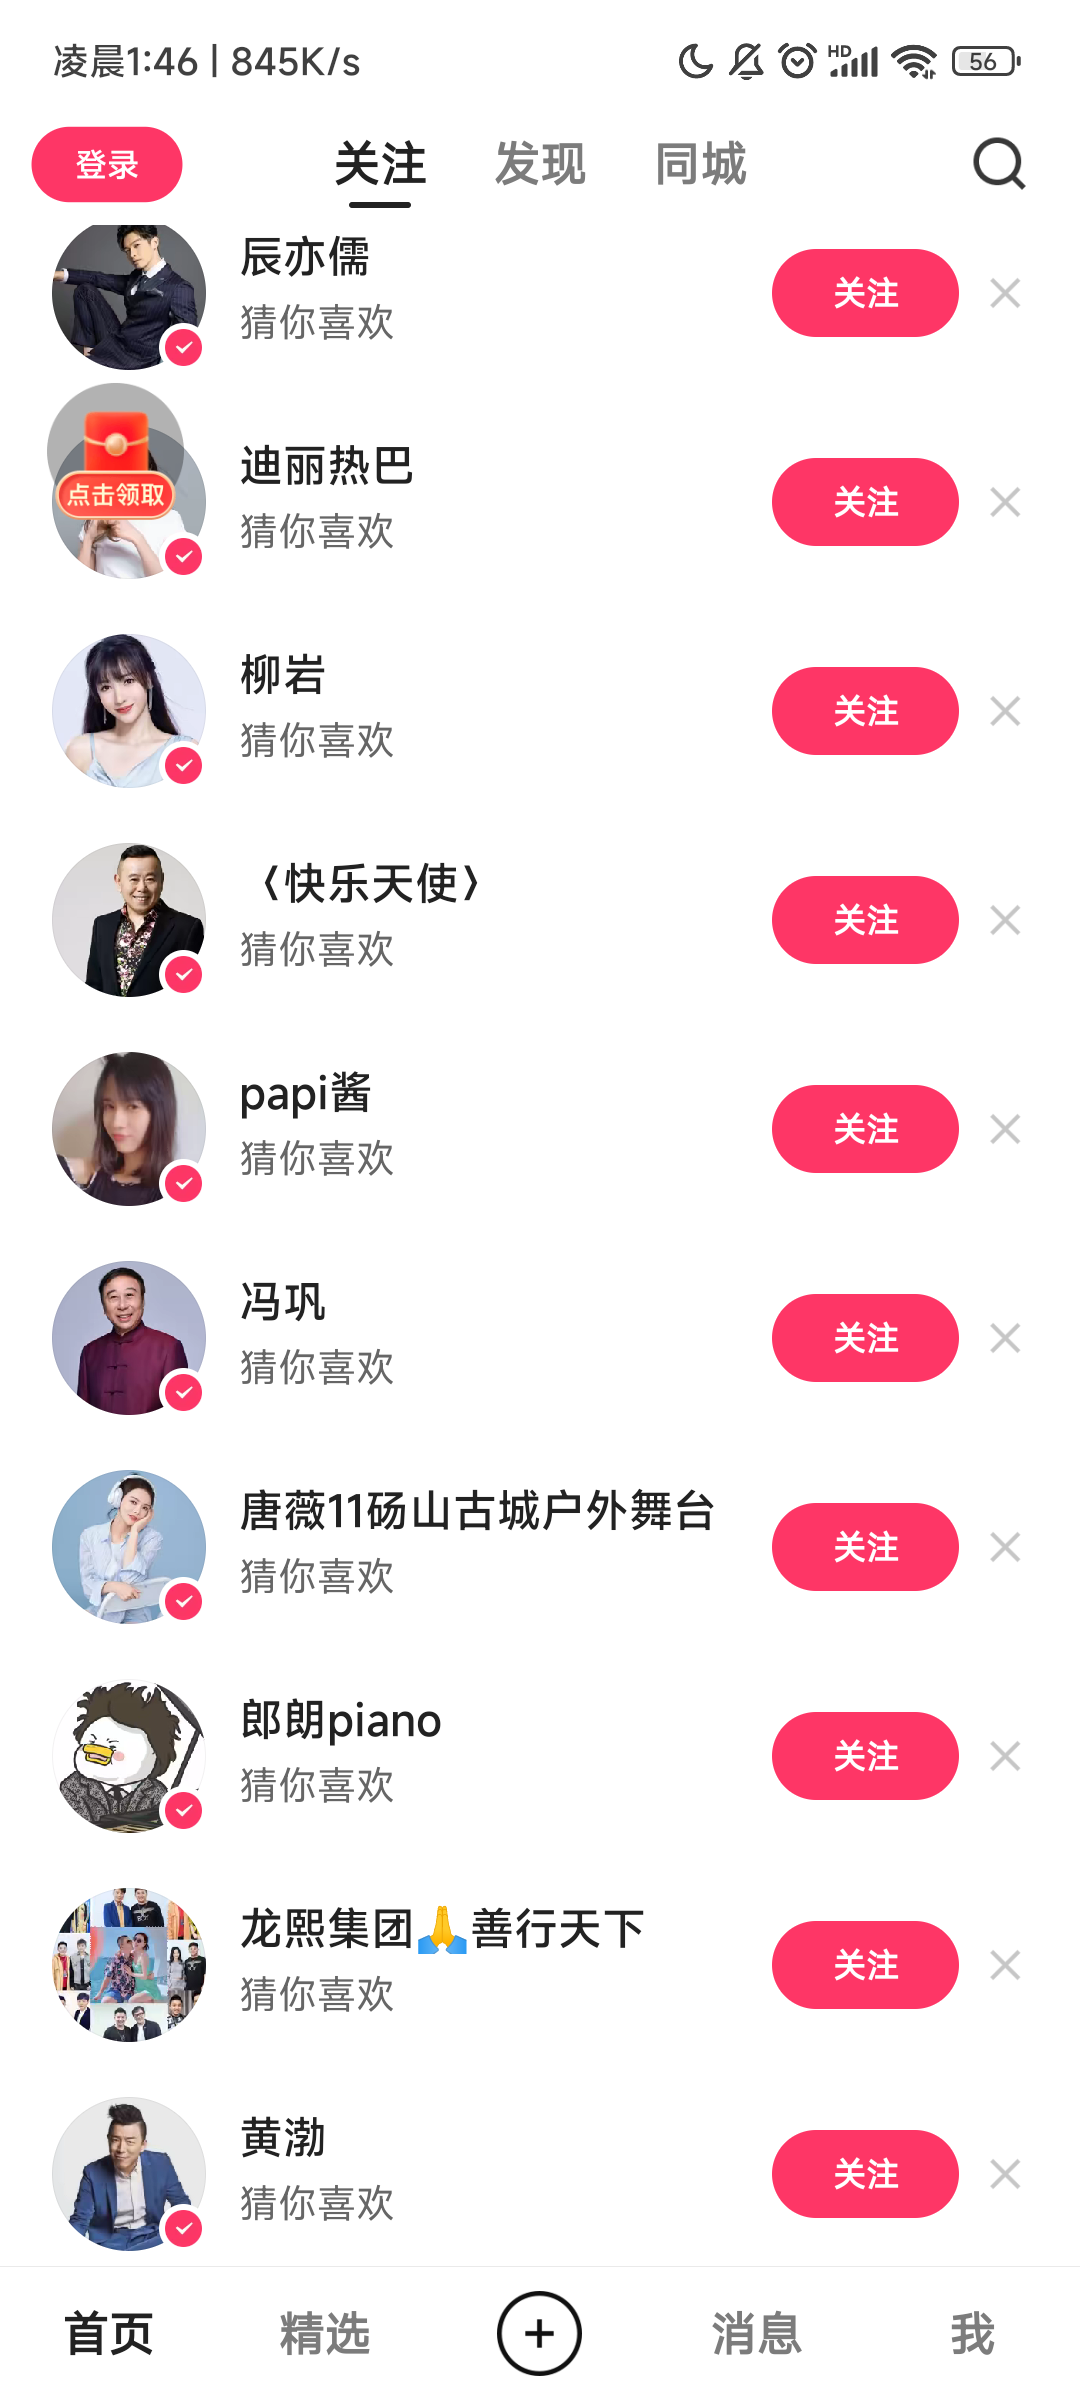 凌晨1:46 | 845K/s
HD
56
登录
关注
发现
同城
辰亦儒
猜你喜欢
关注
点击领取
迪丽热巴
猜你喜欢
关注
柳岩
猜你喜欢
关注
〈快乐天使〉
猜你喜欢
关注
papi酱
猜你喜欢
关注
冯巩
猜你喜欢
关注
唐薇11砀山古城户外舞台
猜你喜欢
关注
郎朗piano
猜你喜欢
关注
龙熙集团🙏善行天下
猜你喜欢
关注
黄渤
猜你喜欢
关注
首页
精选
消息
我